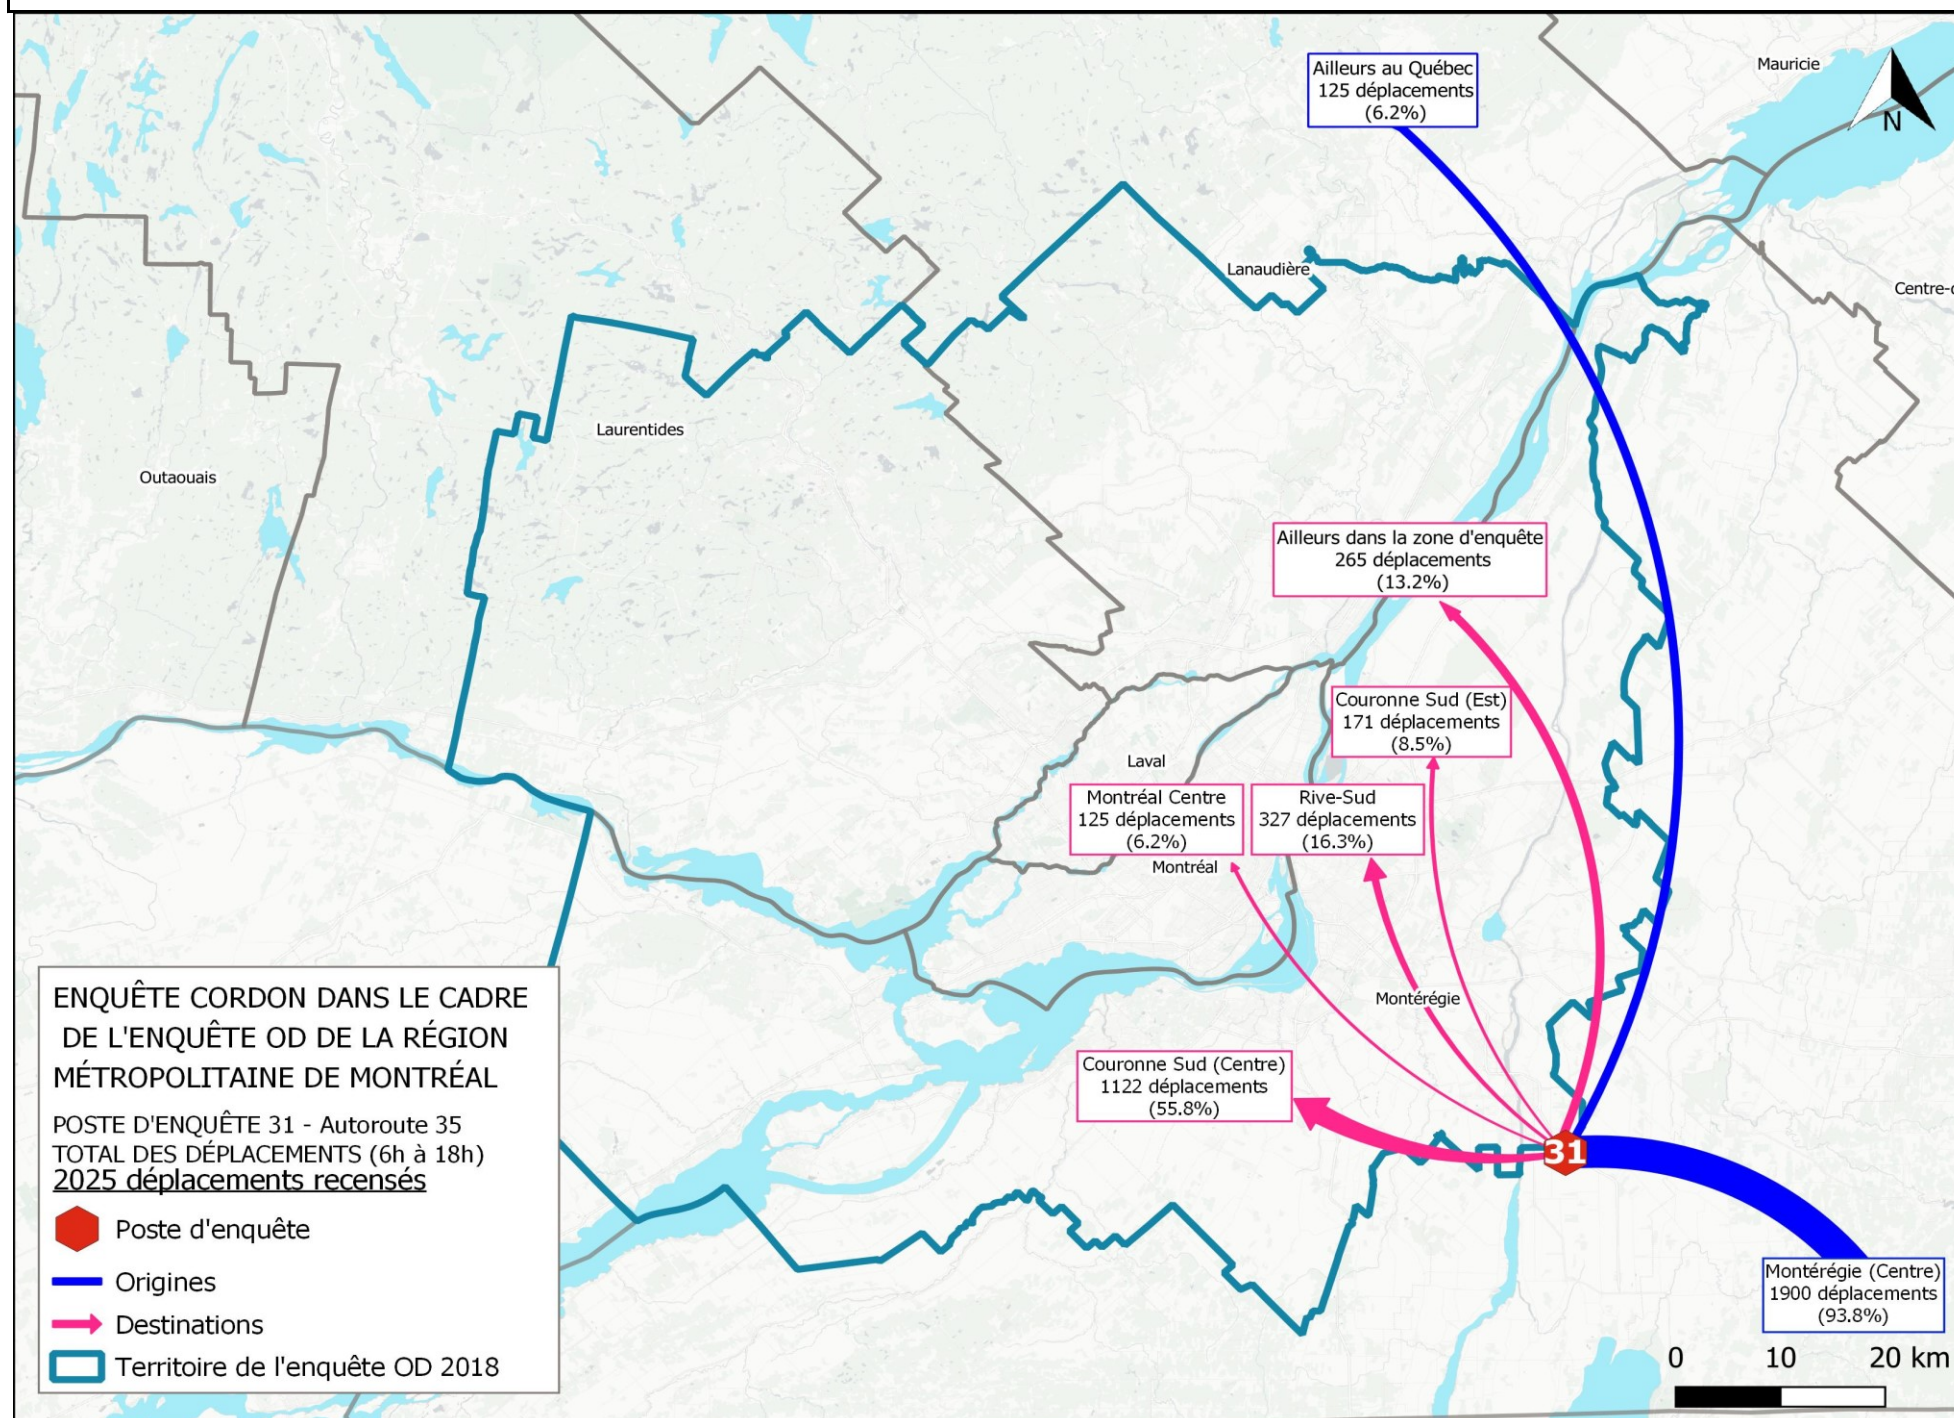 Ailleurs au Québec
125 déplacements
(6.2%)
Mauricie
N
Lanaudière
Centre-
Laurentides
Outaouais
Ailleurs dans la zone d'enquête
265 déplacements
(13.2%)
Couronne Sud (Est)
171 déplacements
(8.5%)
Laval
Montréal Centre
125 déplacements
(6.2%)
Rive-Sud
327 déplacements
(16.3%)
Montréal
Montérégie
Couronne Sud (Centre)
1122 déplacements
(55.8%)
31
Montérégie (Centre)
1900 déplacements
(93.8%)
ENQUÊTE CORDON DANS LE CADRE
DE L'ENQUÊTE OD DE LA RÉGION
MÉTROPOLITAINE DE MONTRÉAL
POSTE D'ENQUÊTE 31 - Autoroute 35
TOTAL DES DÉPLACEMENTS (6h à 18h)
2025 déplacements recensés
Poste d'enquête
Origines
Destinations
Territoire de l'enquête OD 2018
0 10 20 km